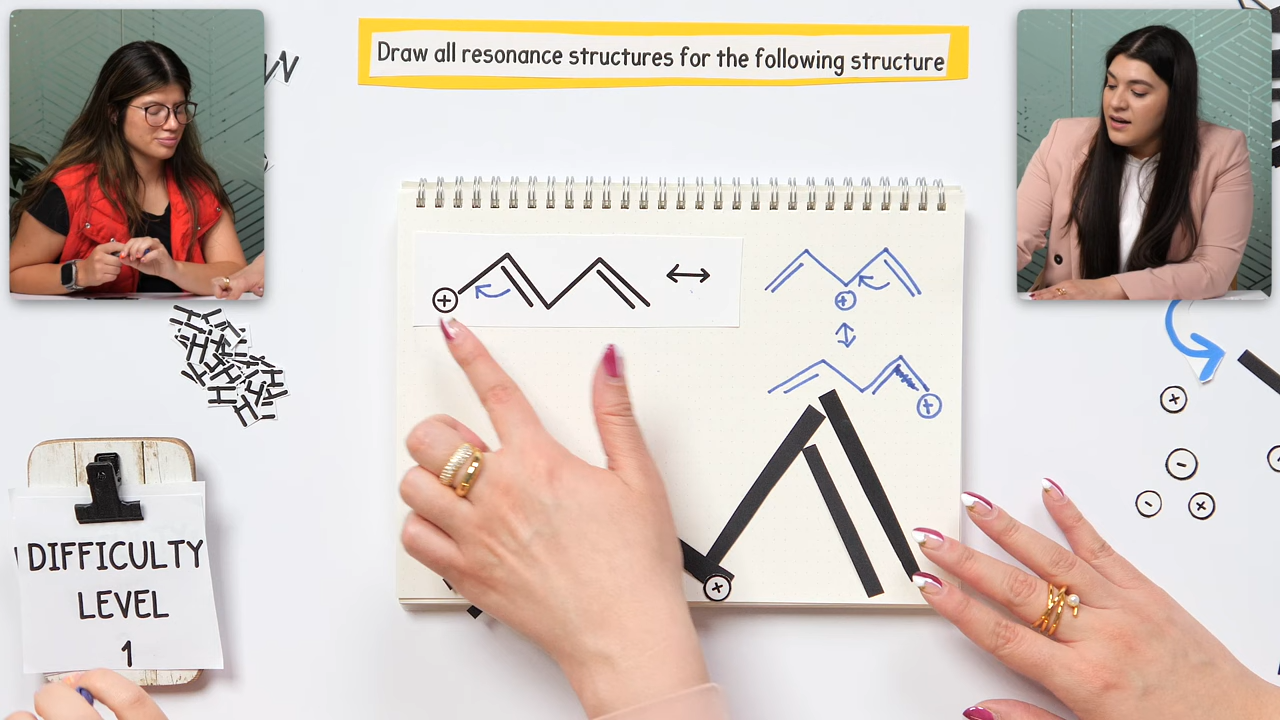 Draw all resonance structures for the following structure
DIFFICULTY
LEVEL
1